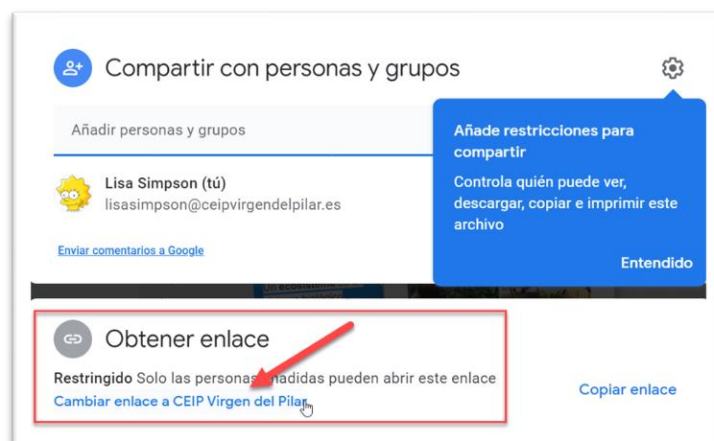 Compartir con personas y grupos
Añadir personas y grupos
Lisa Simpson (tú)
lisasimpson@ceipvirgendelpilar.es
Enviar comentarios a Google
Añade restricciones para
compartir
Controla quién puede ver,
descargar, copiar e imprimir este
archivo
Entendido
Un ecosistema
Obtener enlace
Restringido Solo las personas añadidas pueden abrir este enlace
Cambiar enlace a CEIP Virgen del Pilar
Copiar enlace